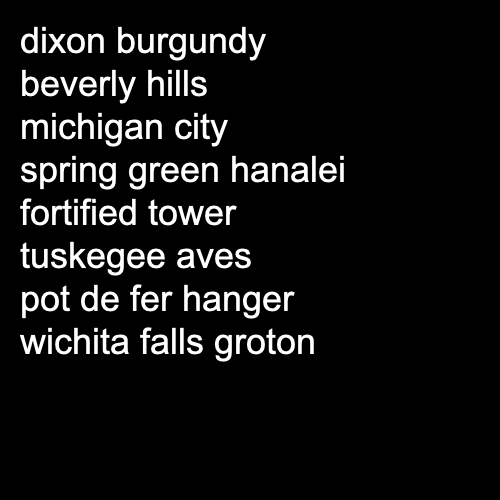 dixon burgundy
beverly hills
michigan city
spring green hanalei
fortified tower
tuskegee aves
pot de fer hanger
wichita falls groton